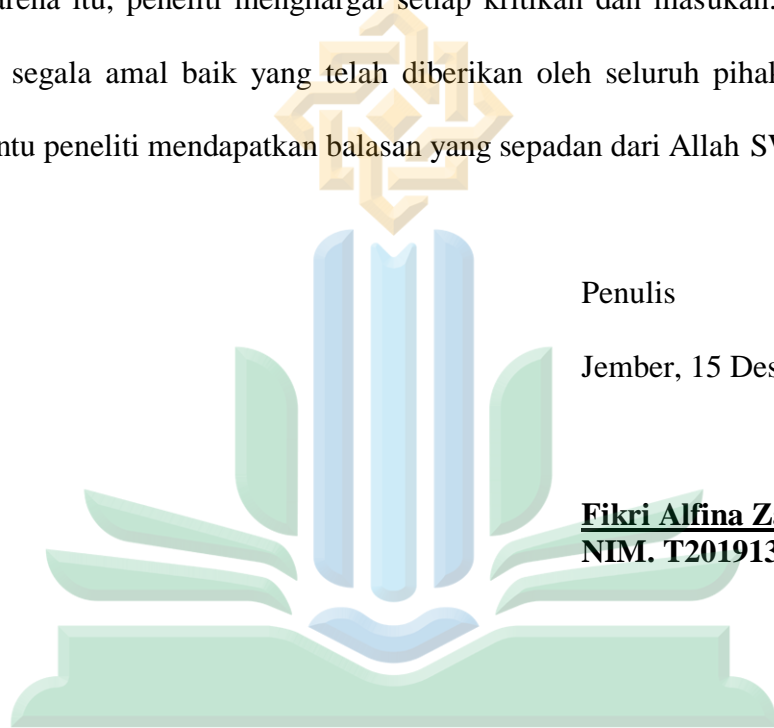 arena itu, peneliti menghargai setiap kritikan dan masukan.
segala amal baik yang telah diberikan oleh seluruh pihak
ntu peneliti mendapatkan balasan yang sepadan dari Allah SW
Penulis
Jember, 15 Des
Fikri Alfina Za
NIM. T201913